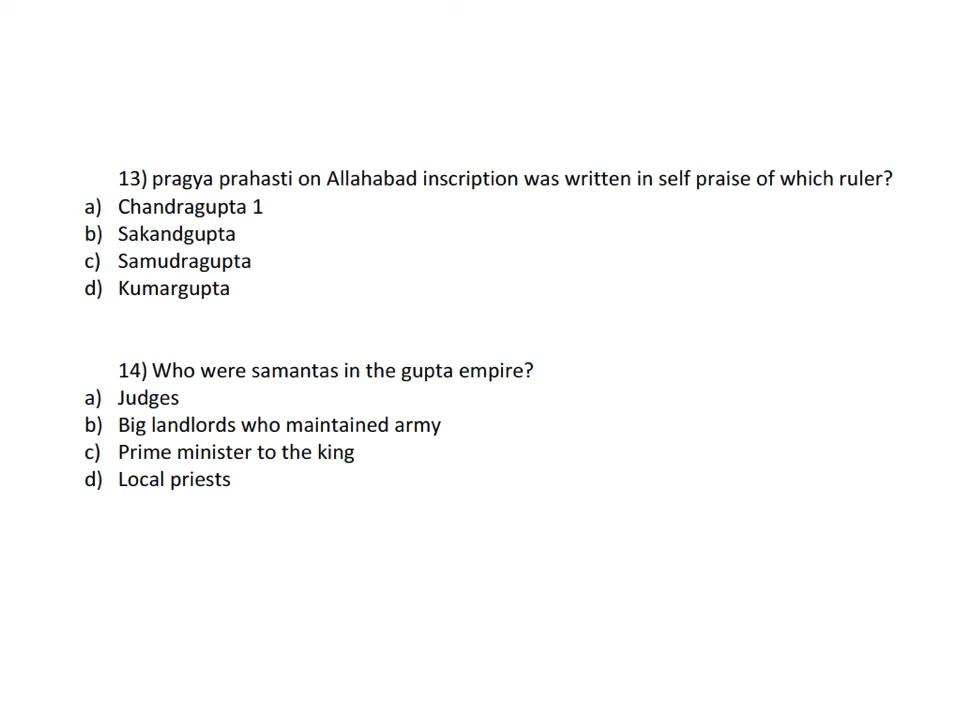 13) pragya prahasti on Allahabad inscription was written in self praise of which ruler?
a) Chandragupta 1
b) Sakandgupta
c) Samudragupta
d) Kumargupta
14) Who were samantas in the gupta empire?
a) Judges
b) Big landlords who maintained army
c) Prime minister to the king
d) Local priests